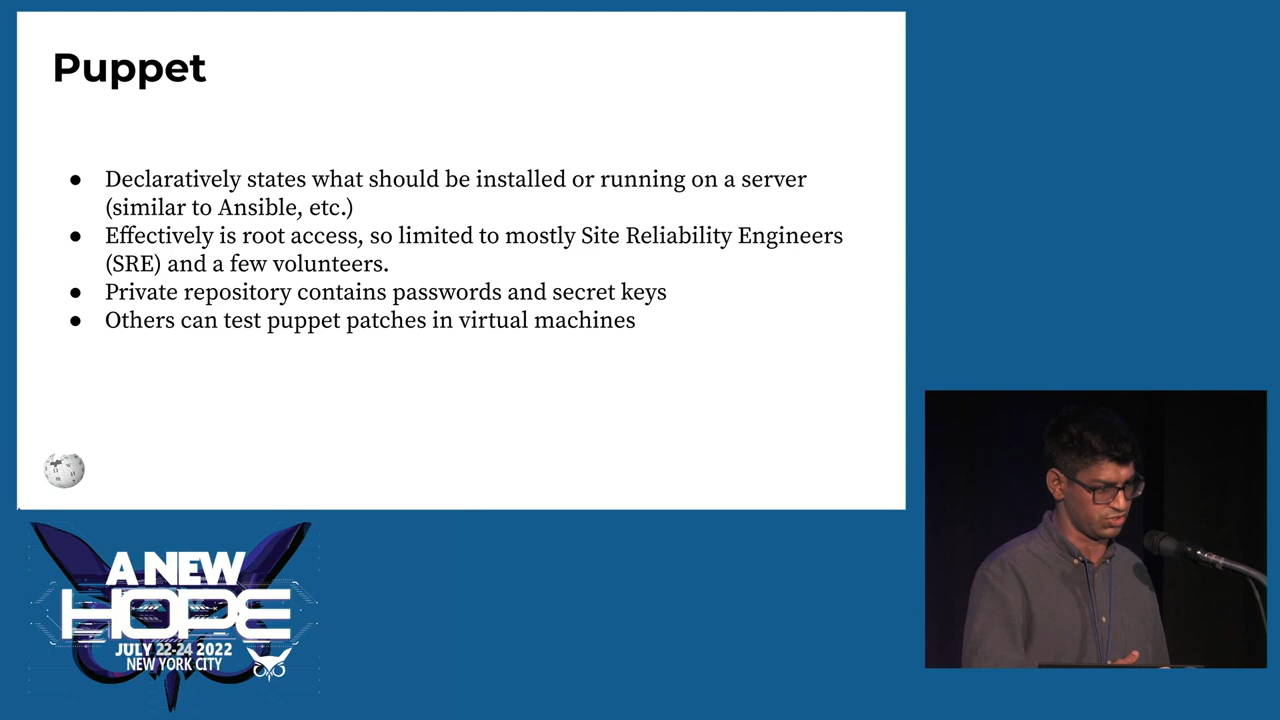 Puppet
● Declaratively states what should be installed or running on a server
(similar to Ansible, etc.)
● Effectively is root access, so limited to mostly Site Reliability Engineers
(SRE) and a few volunteers.
● Private repository contains passwords and secret keys
● Others can test puppet patches in virtual machines
A NEW
HOPE
JULY 22-24 2022
NEW YORK CITY